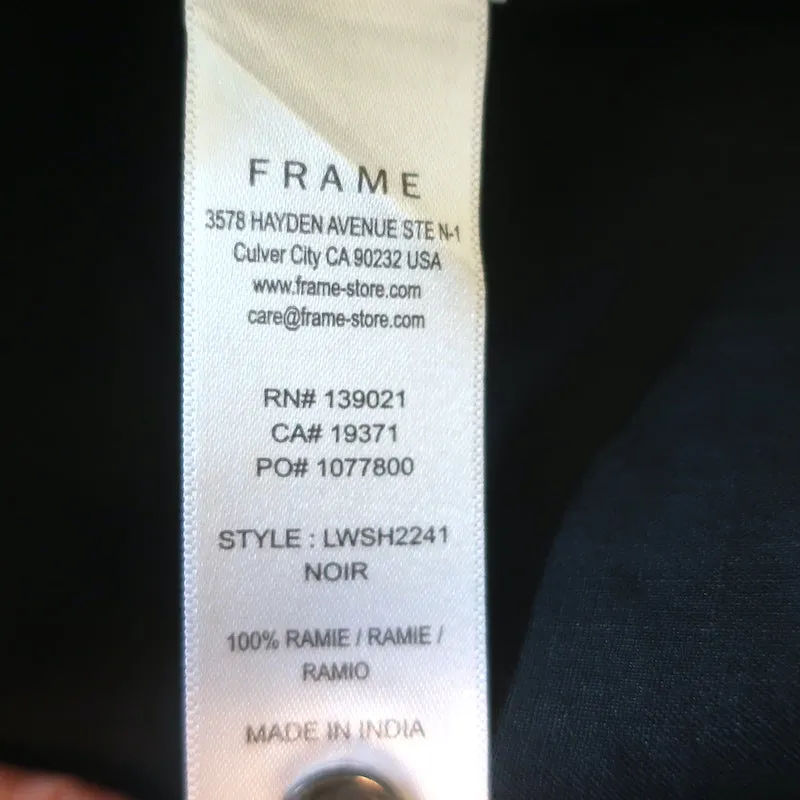 FRAME
3578 HAYDEN AVENUE STE N-1
Culver City CA 90232 USA
www.frame-store.com
care@frame-store.com
RN# 139021
CA# 19371
PO# 1077800
STYLE : LWSH2241
NOIR
100% RAMIE / RAMIE /
RAMIO
MADE IN INDIA